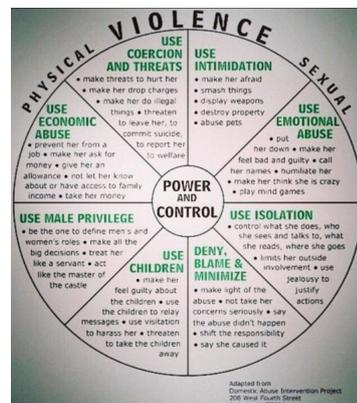 PHYSICAL VIOLENCE SEXUAL
USE
COERCION
AND THREATS
• make threats to hurt her
• make her drop charges
• make her do illegal
things • threaten
to leave her, to
commit suicide,
to report her
to welfare
USE
INTIMIDATION
• make her afraid
• smash things
• display weapons
• destroy property
• abuse pets
USE
EMOTIONAL
ABUSE
• put
her down • make her
feel bad and guilty • call
her names • humiliate her
• make her think she is crazy
• play mind games
USE ISOLATION
• control what she does, who
she sees and talks to, what
she reads, where she goes
• limits her outside
involvement • use
jealousy to
justify
actions
DENY,
BLAME &
MINIMIZE
• make light of the
abuse • not take her
concerns seriously • say
the abuse didn't happen
• shift the responsibility
• say she caused it
USE
CHILDREN
• make her
feel guilty about
the children • use
the children to relay
messages • use visitation
to harass her • threaten
to take the children
away
USE MALE PRIVILEGE
• be the one to define men's and
women's roles • make all the
big decisions • treat her
like a servant • act
like the master of
the castle
USE
ECONOMIC
ABUSE
• prevent her from a
job • make her ask for
money • give her an
allowance • not let her know
about or have access to family
income • take her money
POWER
AND
CONTROL
Adapted from
Domestic Abuse Intervention Project
206 West Fourth Street